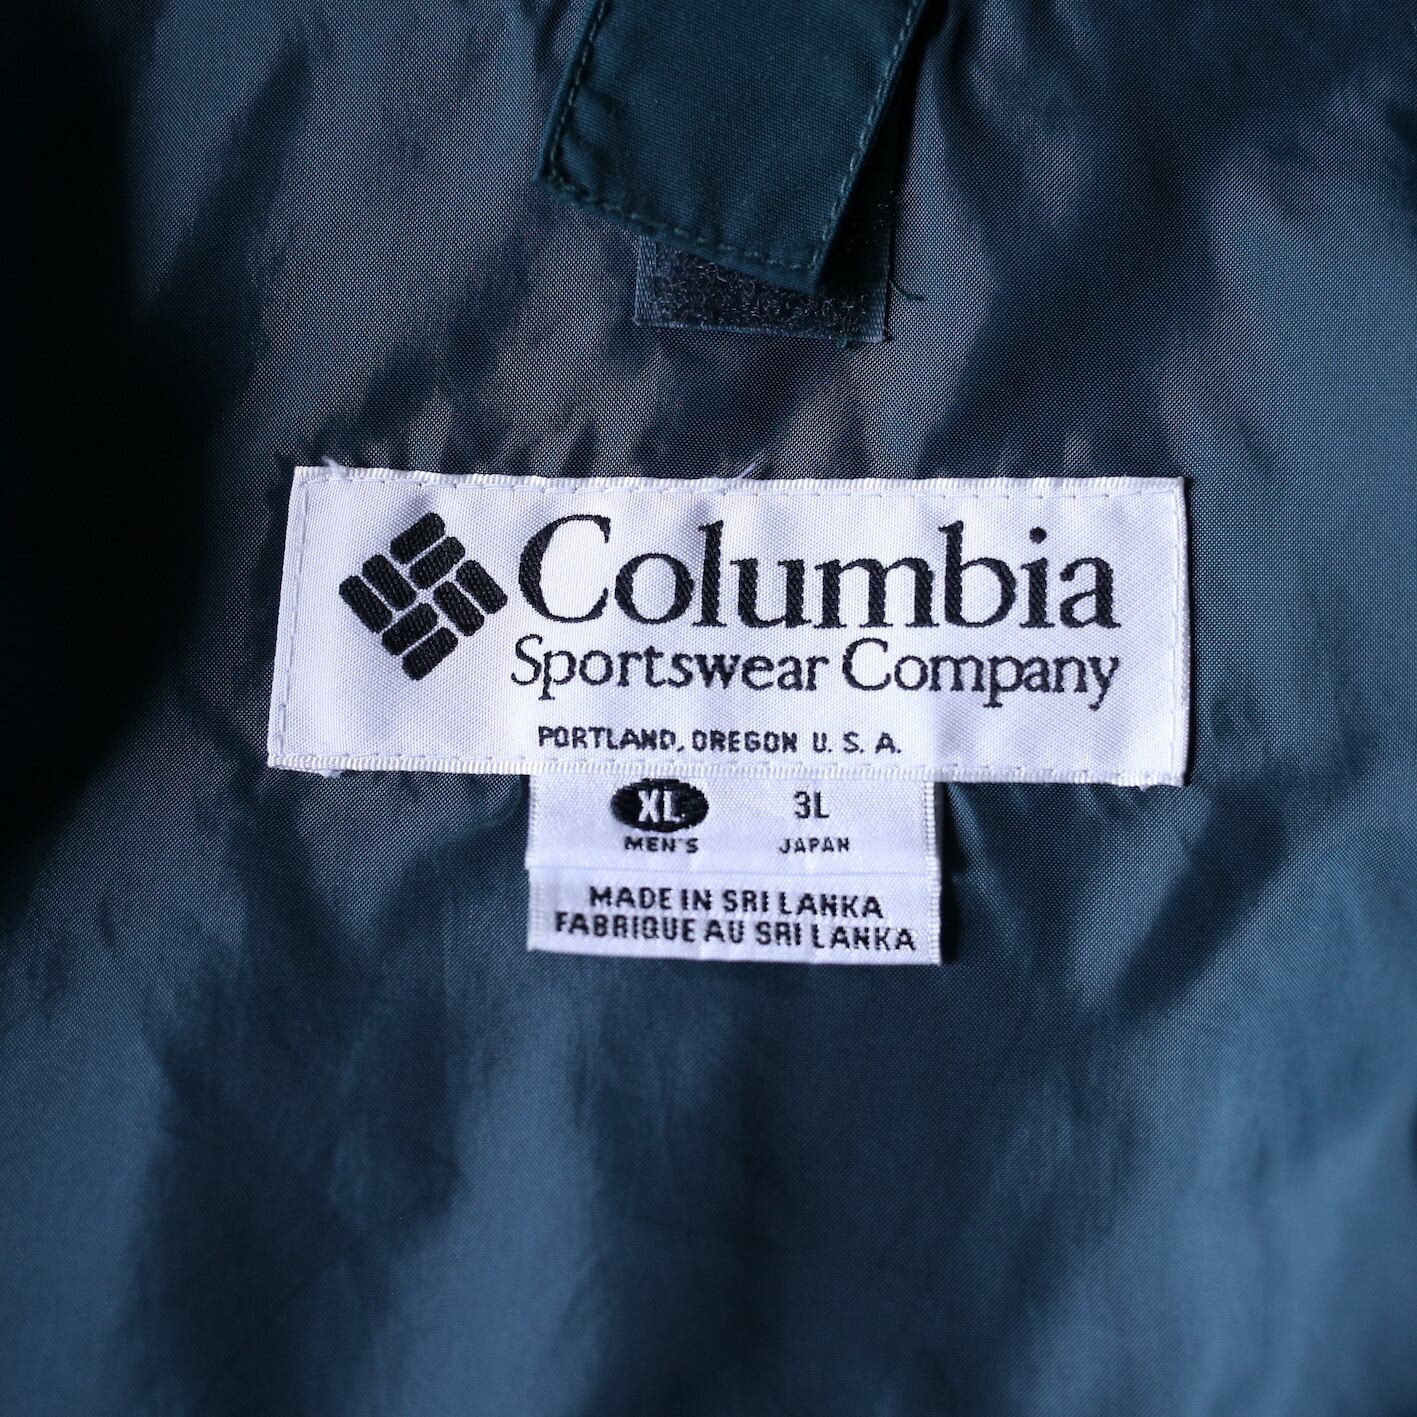 Columbia
Sportswear Company
PORTLAND, OREGON U. S. A.
XL 3L
MEN'S JAPAN
MADE IN SRI LANKA
FABRIQUE AU SRI LANKA